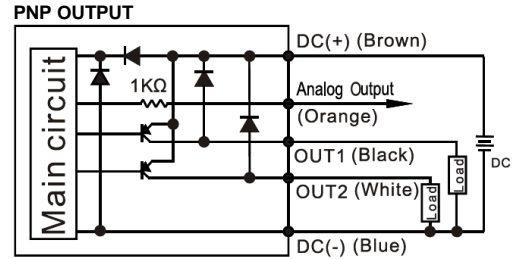 PNP OUTPUT
DC(+) (Brown)
Main circuit
1KΩ
Analog Output
(Orange)
OUT1 (Black)
Load
DC
OUT2 (White)
Load
DC(-) (Blue)